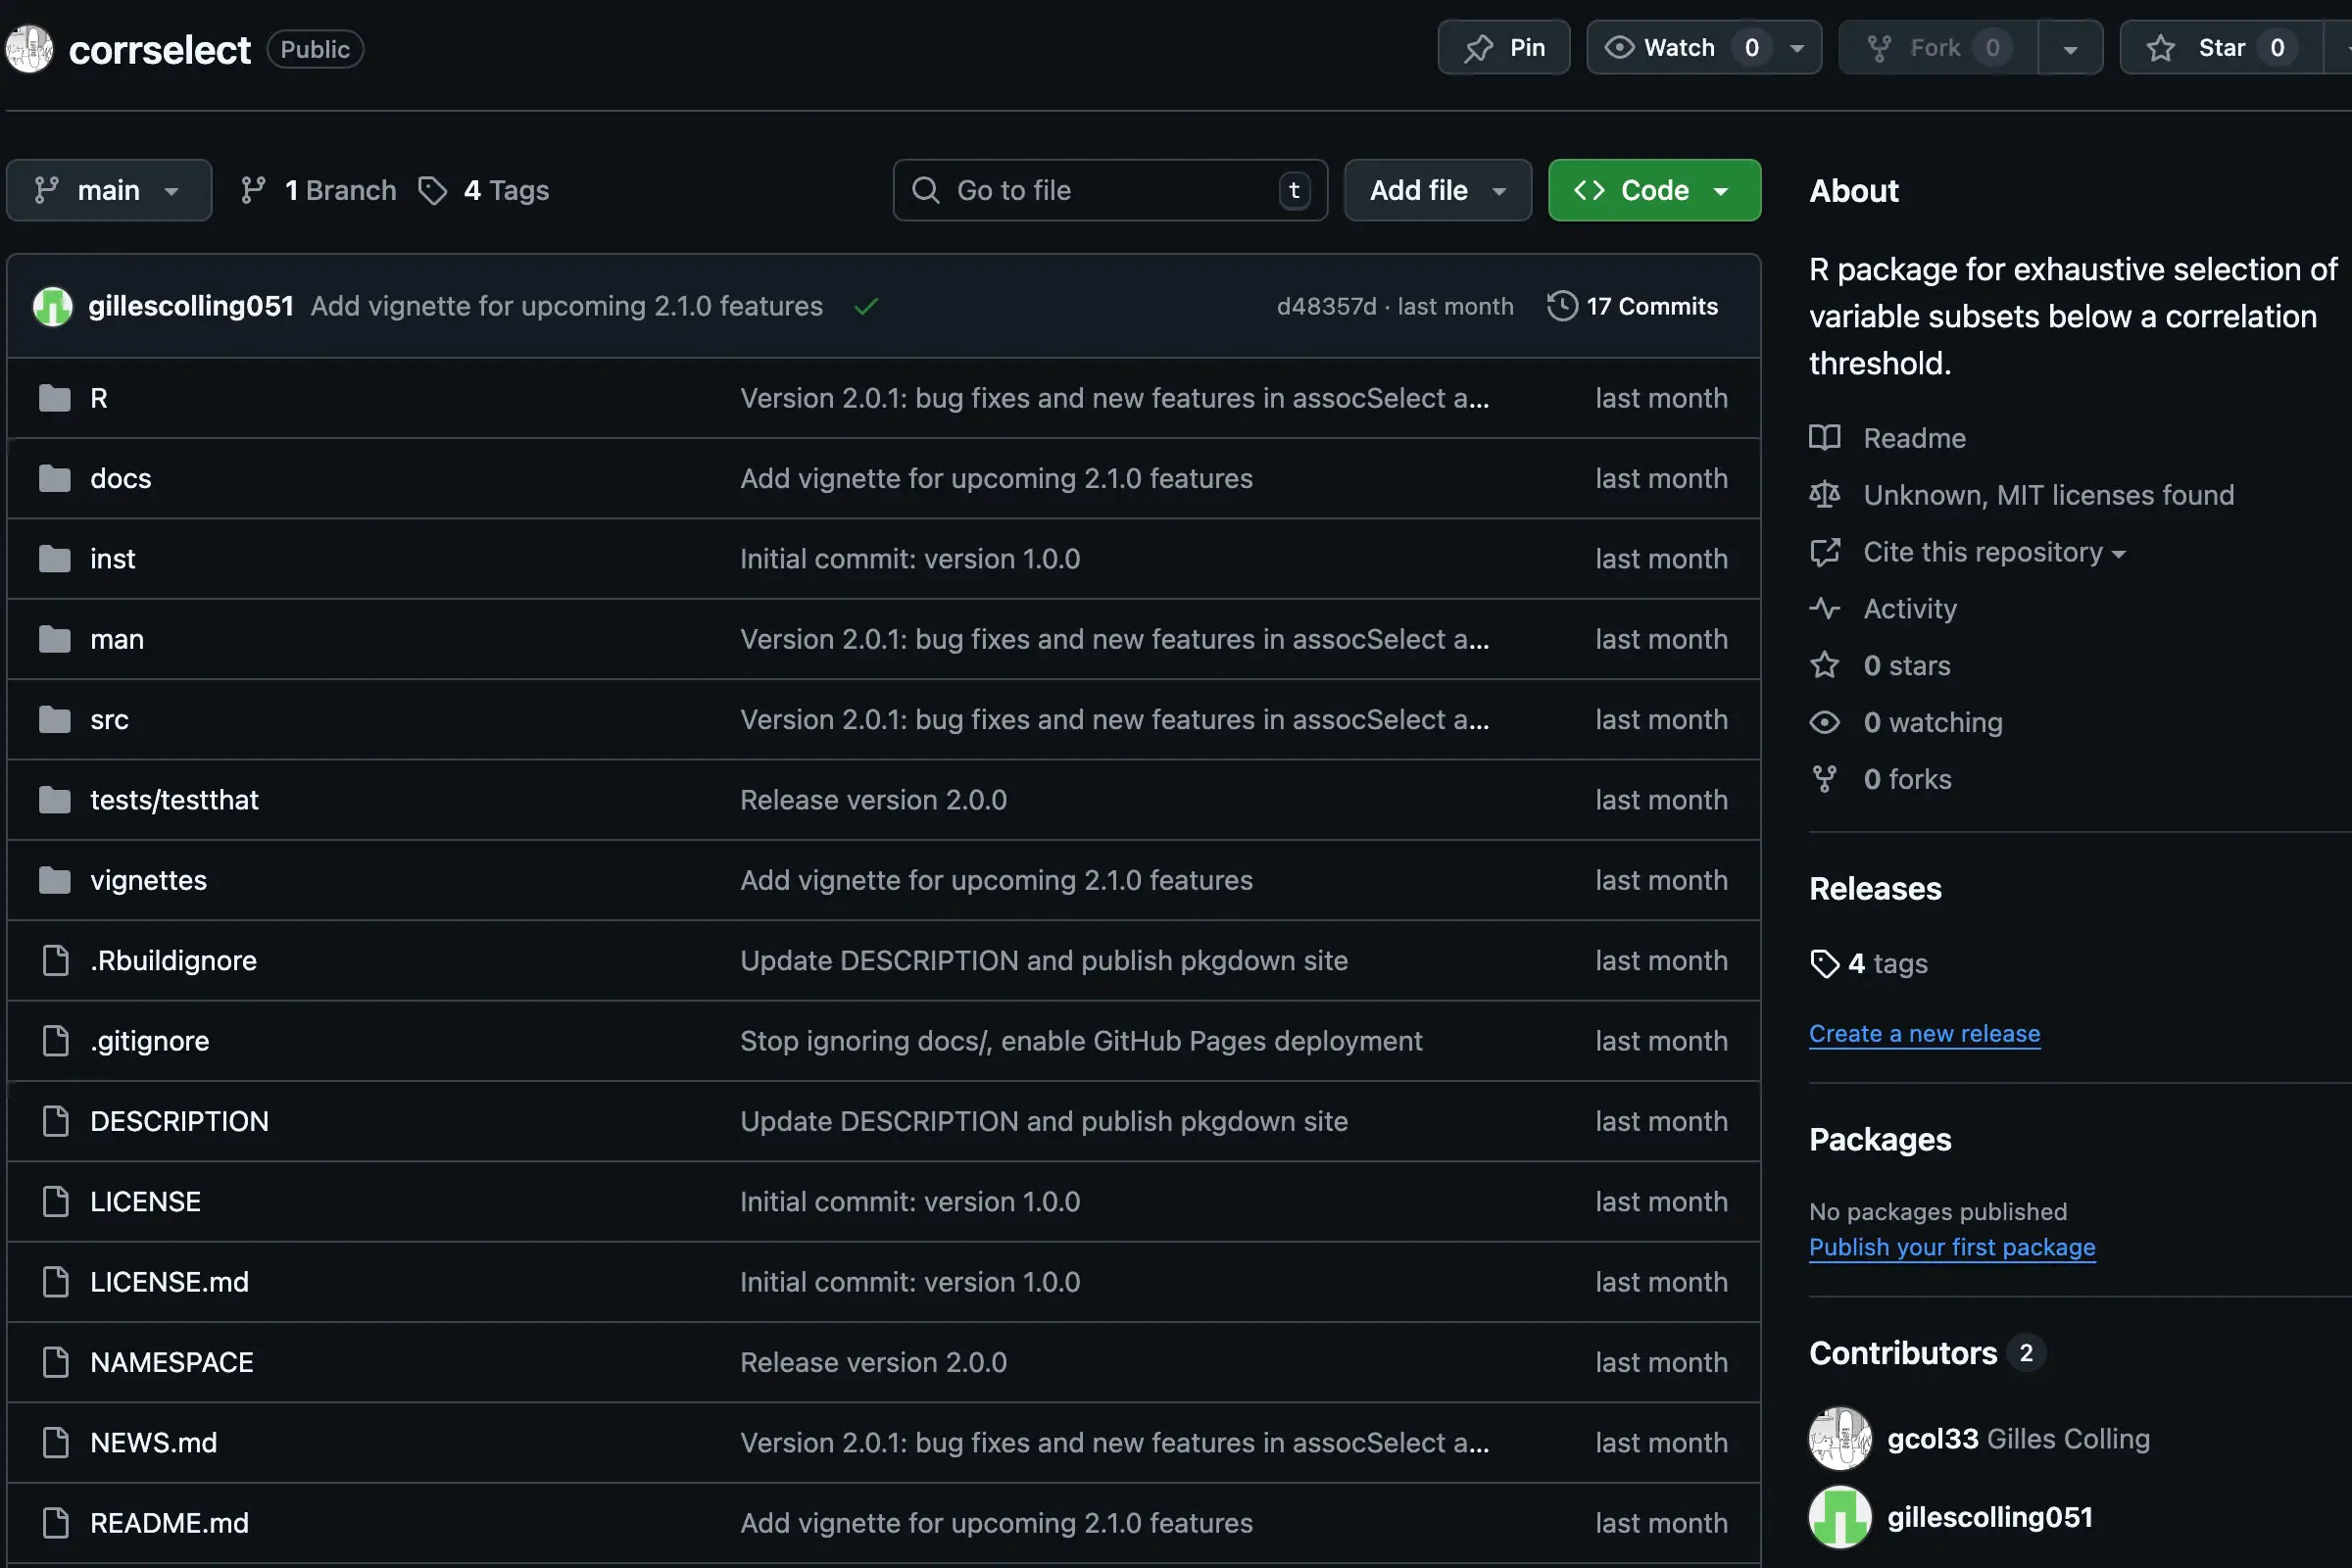 corrselect Public
Pin Watch 0 Fork 0 Star 0
main 1 Branch 4 Tags Go to file t Add file Code
gillescolling051 Add vignette for upcoming 2.1.0 features d48357d · last month 17 Commits
R Version 2.0.1: bug fixes and new features in assocSelect a... last month
docs Add vignette for upcoming 2.1.0 features last month
inst Initial commit: version 1.0.0 last month
man Version 2.0.1: bug fixes and new features in assocSelect a... last month
src Version 2.0.1: bug fixes and new features in assocSelect a... last month
tests/testthat Release version 2.0.0 last month
vignettes Add vignette for upcoming 2.1.0 features last month
.Rbuildignore Update DESCRIPTION and publish pkgdown site last month
.gitignore Stop ignoring docs/, enable GitHub Pages deployment last month
DESCRIPTION Update DESCRIPTION and publish pkgdown site last month
LICENSE Initial commit: version 1.0.0 last month
LICENSE.md Initial commit: version 1.0.0 last month
NAMESPACE Release version 2.0.0 last month
NEWS.md Version 2.0.1: bug fixes and new features in assocSelect a... last month
README.md Add vignette for upcoming 2.1.0 features last month
About
R package for exhaustive selection of
variable subsets below a correlation
threshold.
Readme
Unknown, MIT licenses found
Cite this repository
Activity
0 stars
0 watching
0 forks
Releases
4 tags
Create a new release
Packages
No packages published
Publish your first package
Contributors 2
gcol33 Gilles Colling
gillescolling051